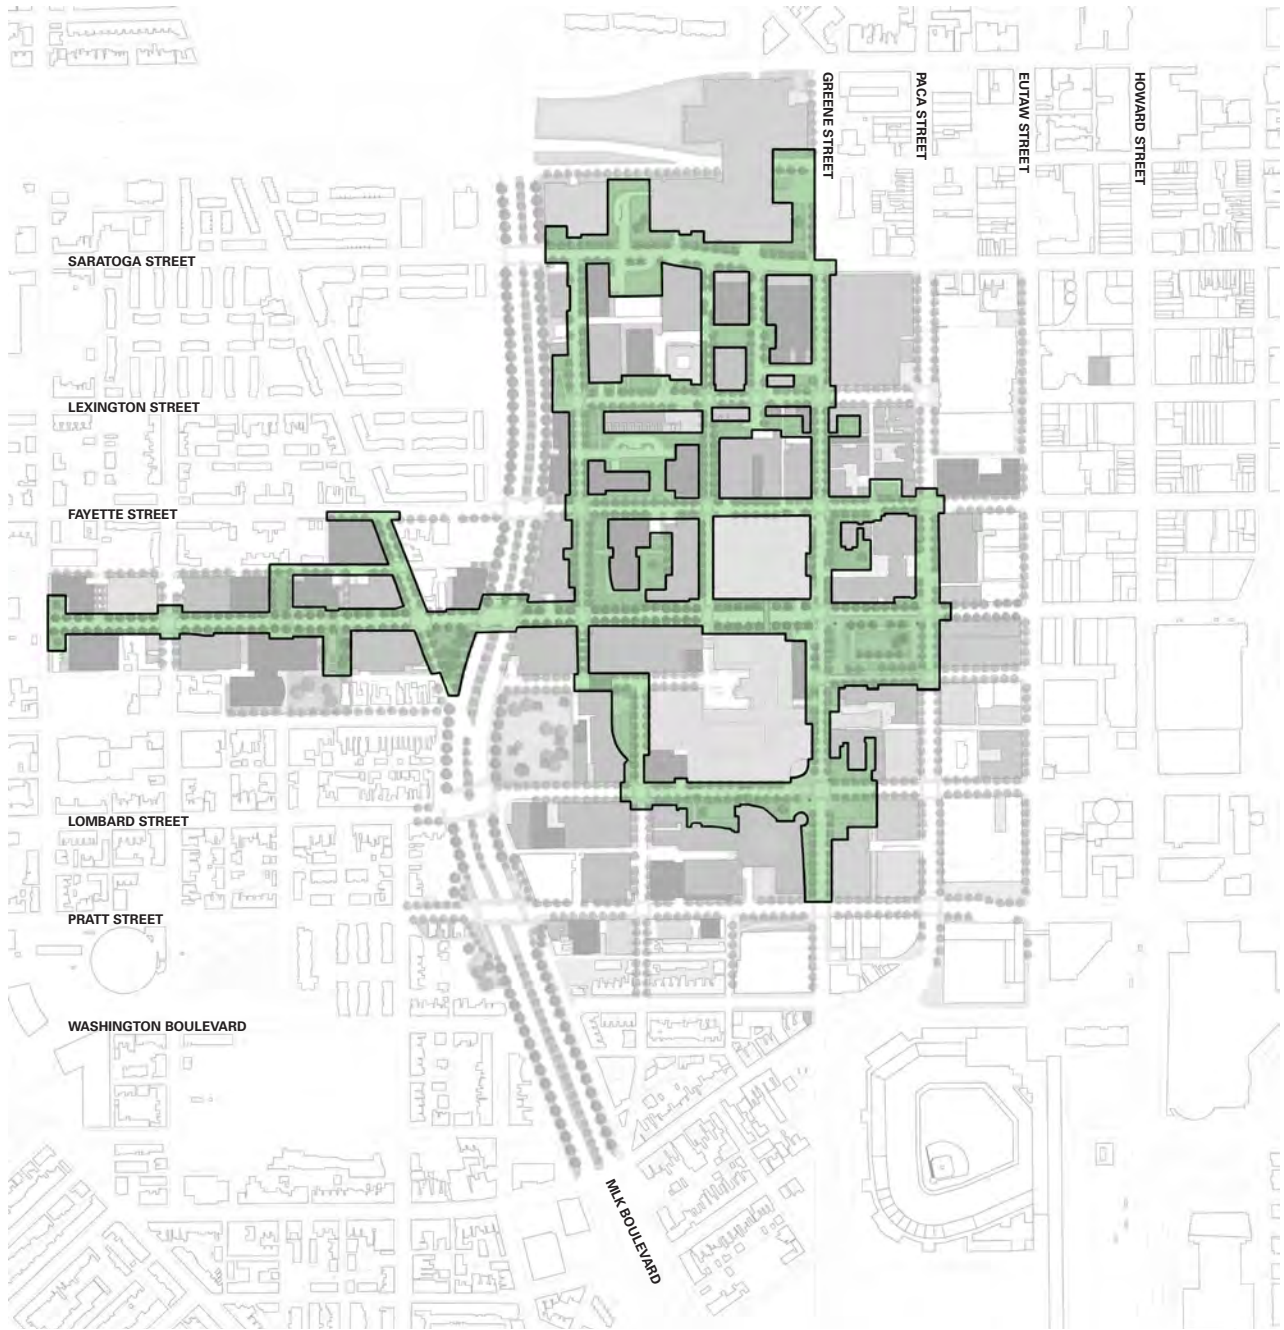 GREENE STREET
PACA STREET
EUTAW STREET
HOWARD STREET
SARATOGA STREET
LEXINGTON STREET
FAYETTE STREET
LOMBARD STREET
PRATT STREET
WASHINGTON BOULEVARD
MLK BOULEVARD